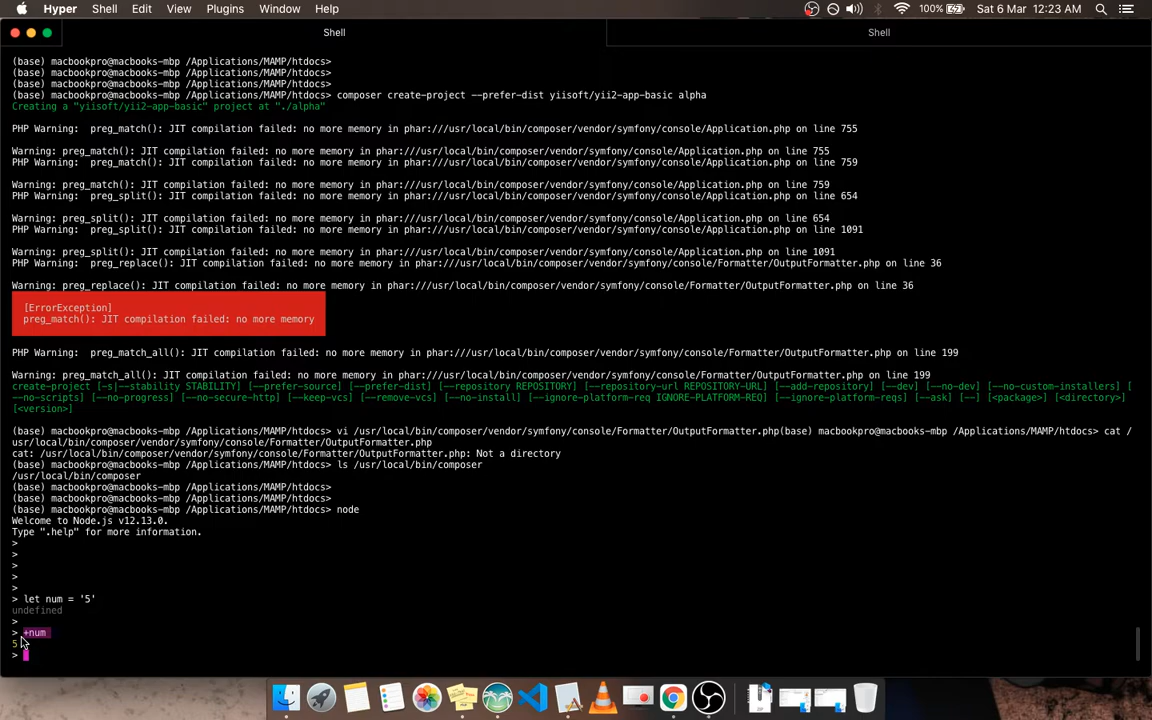 Hyper Shell Edit View Plugins Window Help 100% Sat 6 Mar 12:23 AM
Shell Shell
(base) macbookpro@macbooks-mbp /Applications/MAMP/htdocs>
(base) macbookpro@macbooks-mbp /Applications/MAMP/htdocs>
(base) macbookpro@macbooks-mbp /Applications/MAMP/htdocs>
(base) macbookpro@macbooks-mbp /Applications/MAMP/htdocs> composer create-project --prefer-dist yiisoft/yii2-app-basic alpha
Creating a "yiisoft/yii2-app-basic" project at "./alpha"
PHP Warning:  preg_match(): JIT compilation failed: no more memory in phar:///usr/local/bin/composer/vendor/symfony/console/Application.php on line 755
Warning: preg_match(): JIT compilation failed: no more memory in phar:///usr/local/bin/composer/vendor/symfony/console/Application.php on line 755
PHP Warning:  preg_match(): JIT compilation failed: no more memory in phar:///usr/local/bin/composer/vendor/symfony/console/Application.php on line 759
Warning: preg_match(): JIT compilation failed: no more memory in phar:///usr/local/bin/composer/vendor/symfony/console/Application.php on line 759
PHP Warning:  preg_split(): JIT compilation failed: no more memory in phar:///usr/local/bin/composer/vendor/symfony/console/Application.php on line 654
Warning: preg_split(): JIT compilation failed: no more memory in phar:///usr/local/bin/composer/vendor/symfony/console/Application.php on line 654
PHP Warning:  preg_split(): JIT compilation failed: no more memory in phar:///usr/local/bin/composer/vendor/symfony/console/Application.php on line 1091
Warning: preg_split(): JIT compilation failed: no more memory in phar:///usr/local/bin/composer/vendor/symfony/console/Application.php on line 1091
PHP Warning:  preg_replace(): JIT compilation failed: no more memory in phar:///usr/local/bin/composer/vendor/symfony/console/Formatter/OutputFormatter.php on line 36
Warning: preg_replace(): JIT compilation failed: no more memory in phar:///usr/local/bin/composer/vendor/symfony/console/Formatter/OutputFormatter.php on line 36
[ErrorException]
preg_match(): JIT compilation failed: no more memory
PHP Warning:  preg_match_all(): JIT compilation failed: no more memory in phar:///usr/local/bin/composer/vendor/symfony/console/Formatter/OutputFormatter.php on line 199
Warning: preg_match_all(): JIT compilation failed: no more memory in phar:///usr/local/bin/composer/vendor/symfony/console/Formatter/OutputFormatter.php on line 199
create-project [-s|--stability STABILITY] [--prefer-source] [--prefer-dist] [--repository REPOSITORY] [--repository-url REPOSITORY-URL] [--add-repository] [--dev] [--no-dev] [--no-custom-installers] [
--no-scripts] [--no-progress] [--no-secure-http] [--keep-vcs] [--remove-vcs] [--no-install] [--ignore-platform-req IGNORE-PLATFORM-REQ] [--ignore-platform-reqs] [--ask] [--] [<package>] [<directory>]
[<version>]
(base) macbookpro@macbooks-mbp /Applications/MAMP/htdocs> vi /usr/local/bin/composer/vendor/symfony/console/Formatter/OutputFormatter.php(base) macbookpro@macbooks-mbp /Applications/MAMP/htdocs> cat /
usr/local/bin/composer/vendor/symfony/console/Formatter/OutputFormatter.php
cat: /usr/local/bin/composer/vendor/symfony/console/Formatter/OutputFormatter.php: Not a directory
(base) macbookpro@macbooks-mbp /Applications/MAMP/htdocs> ls /usr/local/bin/composer
/usr/local/bin/composer
(base) macbookpro@macbooks-mbp /Applications/MAMP/htdocs>
(base) macbookpro@macbooks-mbp /Applications/MAMP/htdocs>
(base) macbookpro@macbooks-mbp /Applications/MAMP/htdocs> node
Welcome to Node.js v12.13.0.
Type ".help" for more information.
>
>
>
>
>
> let num = '5'
undefined
>
> +num
5
>